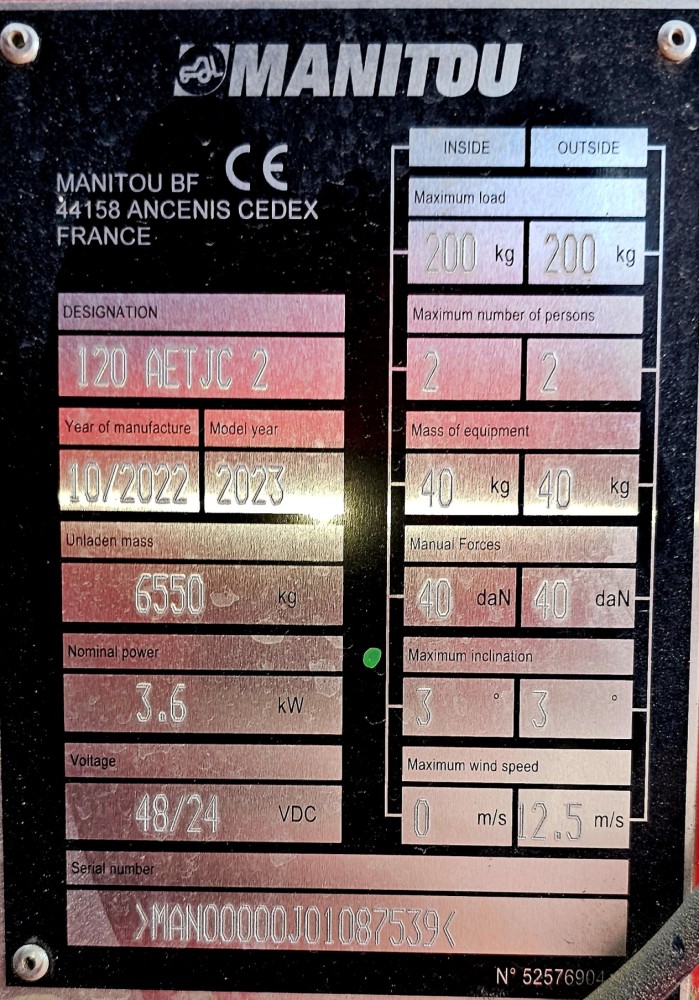 MANITOU
MANITOU BF CE
44158 ANCENIS CEDEX
FRANCE
DESIGNATION
120 AETJC 2
Year of manufacture Model year
10/2022 2023
Unladen mass
6550 kg
Nominal power
3.6 kW
Voltage
48/24 VDC
INSIDE OUTSIDE
Maximum load
200 kg 200 kg
Maximum number of persons
2 2
Mass of equipment
40 kg 40 kg
Manual Forces
40 daN 40 daN
Maximum inclination
3 ° 3 °
Maximum wind speed
0 m/s 12.5 m/s
Serial number
>MAN00000J01087539<
N° 52576904